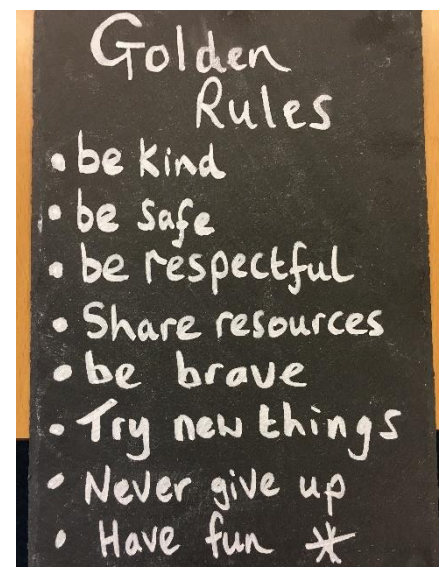 Golden
Rules
• be kind
• be safe
• be respectful
• Share resources
• be brave
• Try new things
• Never give up
• Have fun *